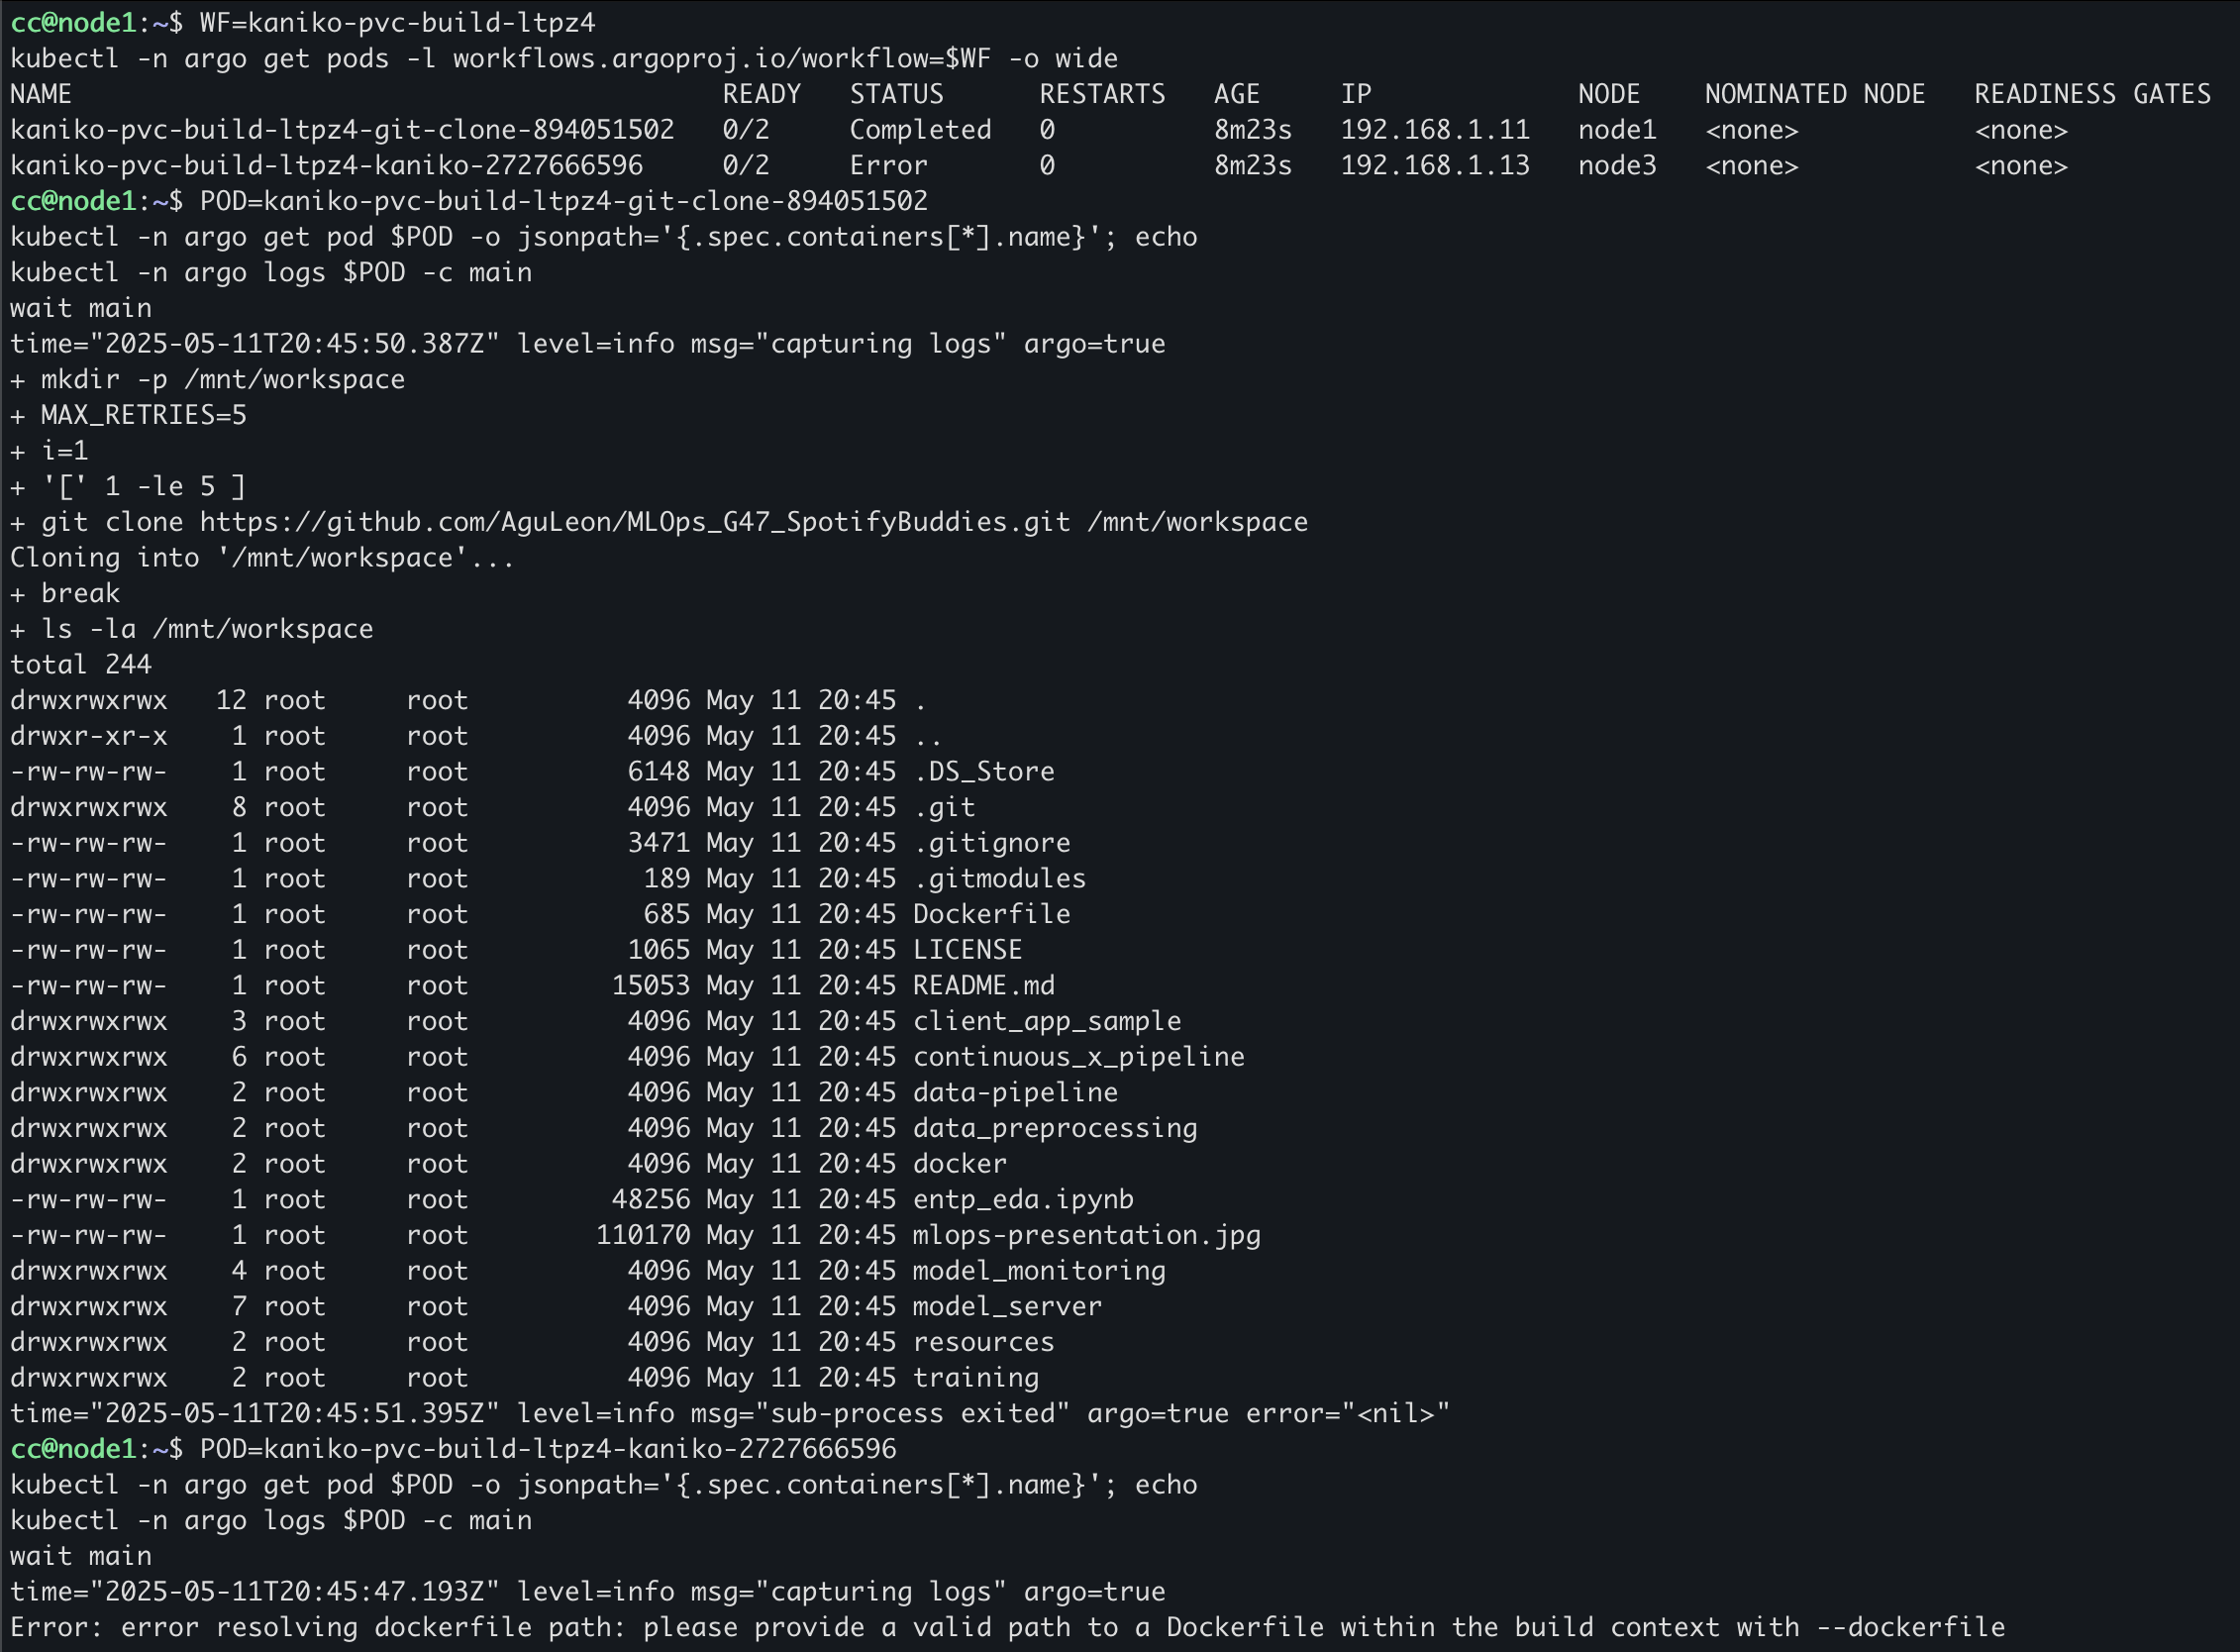 cc@node1:~$ WF=kaniko-pvc-build-ltpz4
kubectl -n argo get pods -l workflows.argoproj.io/workflow=$WF -o wide
NAME                                         READY   STATUS      RESTARTS   AGE     IP             NODE    NOMINATED NODE   READINESS GATES
kaniko-pvc-build-ltpz4-git-clone-894051502   0/2     Completed   0          8m23s   192.168.1.11   node1   <none>           <none>
kaniko-pvc-build-ltpz4-kaniko-2727666596     0/2     Error       0          8m23s   192.168.1.13   node3   <none>           <none>
cc@node1:~$ POD=kaniko-pvc-build-ltpz4-git-clone-894051502
kubectl -n argo get pod $POD -o jsonpath='{.spec.containers[*].name}'; echo
kubectl -n argo logs $POD -c main
wait main
time="2025-05-11T20:45:50.387Z" level=info msg="capturing logs" argo=true
+ mkdir -p /mnt/workspace
+ MAX_RETRIES=5
+ i=1
+ '[' 1 -le 5 ]
+ git clone https://github.com/AguLeon/MLOps_G47_SpotifyBuddies.git /mnt/workspace
Cloning into '/mnt/workspace'...
+ break
+ ls -la /mnt/workspace
total 244
drwxrwxrwx   12 root     root          4096 May 11 20:45 .
drwxr-xr-x    1 root     root          4096 May 11 20:45 ..
-rw-rw-rw-    1 root     root          6148 May 11 20:45 .DS_Store
drwxrwxrwx    8 root     root          4096 May 11 20:45 .git
-rw-rw-rw-    1 root     root          3471 May 11 20:45 .gitignore
-rw-rw-rw-    1 root     root           189 May 11 20:45 .gitmodules
-rw-rw-rw-    1 root     root           685 May 11 20:45 Dockerfile
-rw-rw-rw-    1 root     root          1065 May 11 20:45 LICENSE
-rw-rw-rw-    1 root     root         15053 May 11 20:45 README.md
drwxrwxrwx    3 root     root          4096 May 11 20:45 client_app_sample
drwxrwxrwx    6 root     root          4096 May 11 20:45 continuous_x_pipeline
drwxrwxrwx    2 root     root          4096 May 11 20:45 data-pipeline
drwxrwxrwx    2 root     root          4096 May 11 20:45 data_preprocessing
drwxrwxrwx    2 root     root          4096 May 11 20:45 docker
-rw-rw-rw-    1 root     root         48256 May 11 20:45 entp_eda.ipynb
-rw-rw-rw-    1 root     root        110170 May 11 20:45 mlops-presentation.jpg
drwxrwxrwx    4 root     root          4096 May 11 20:45 model_monitoring
drwxrwxrwx    7 root     root          4096 May 11 20:45 model_server
drwxrwxrwx    2 root     root          4096 May 11 20:45 resources
drwxrwxrwx    2 root     root          4096 May 11 20:45 training
time="2025-05-11T20:45:51.395Z" level=info msg="sub-process exited" argo=true error="<nil>"
cc@node1:~$ POD=kaniko-pvc-build-ltpz4-kaniko-2727666596
kubectl -n argo get pod $POD -o jsonpath='{.spec.containers[*].name}'; echo
kubectl -n argo logs $POD -c main
wait main
time="2025-05-11T20:45:47.193Z" level=info msg="capturing logs" argo=true
Error: error resolving dockerfile path: please provide a valid path to a Dockerfile within the build context with --dockerfile